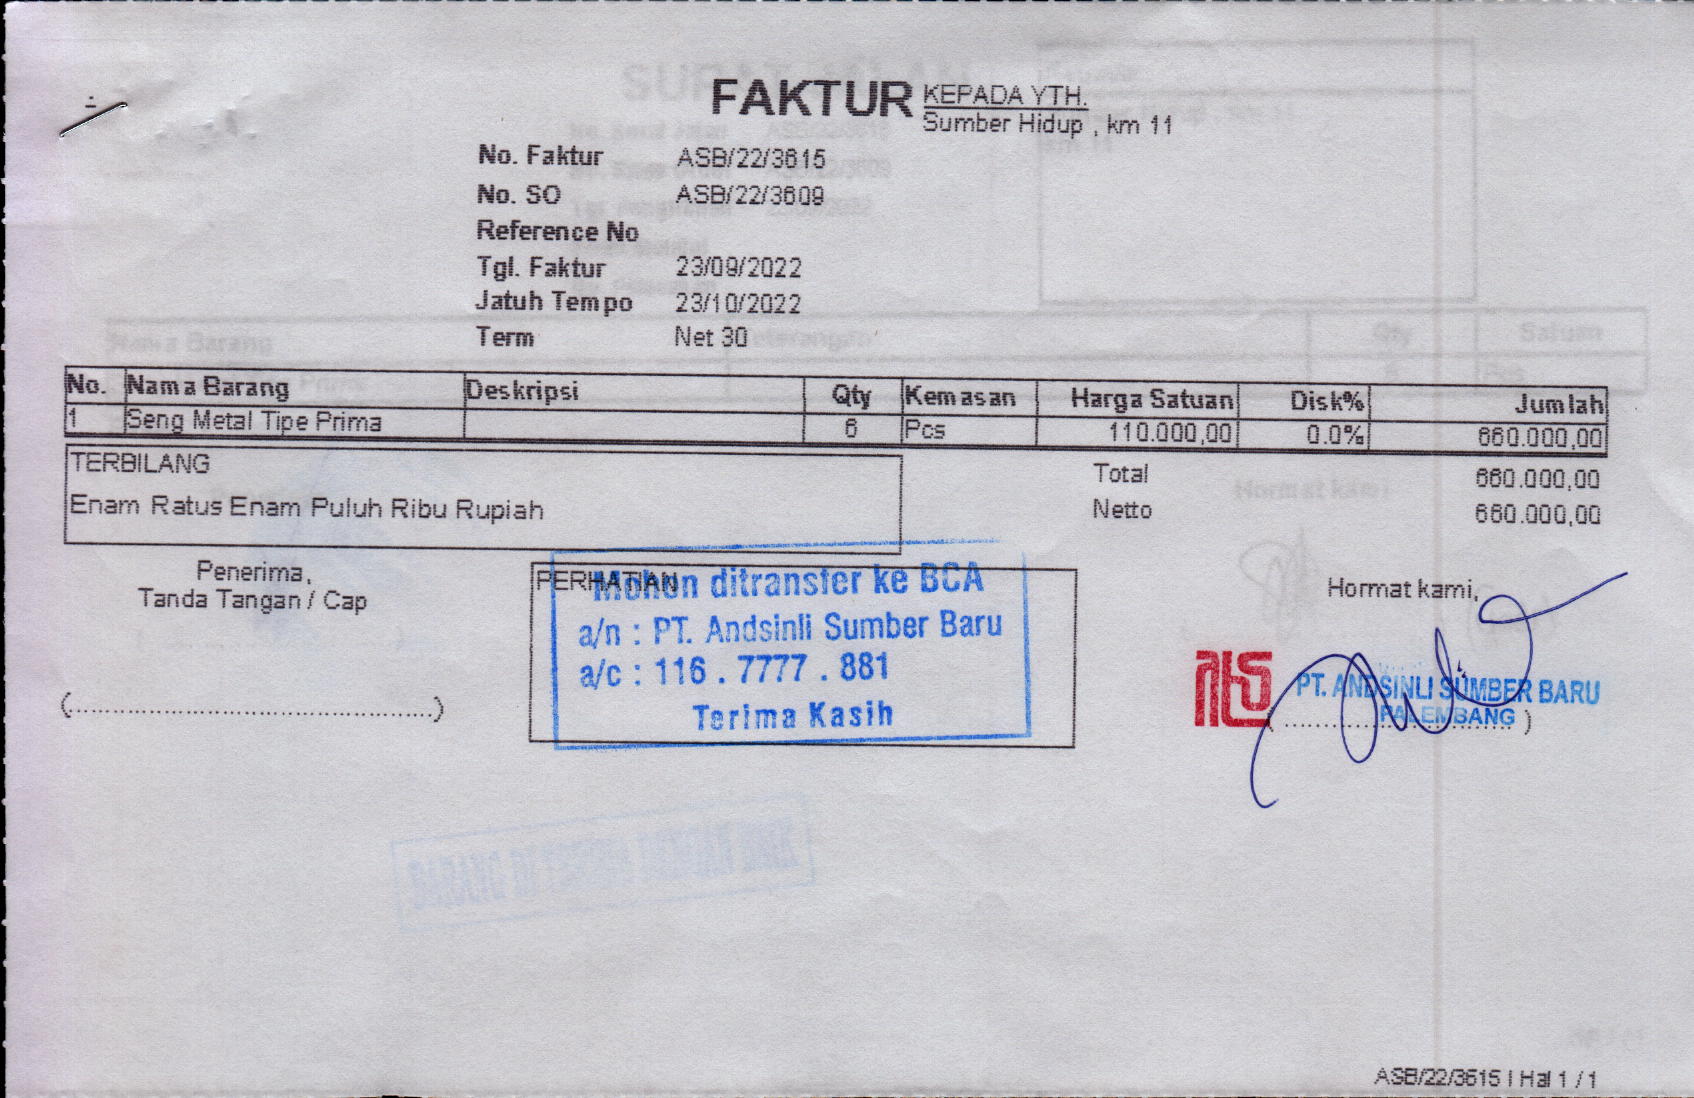 FAKTUR
KEPADA YTH.
Sumber Hidup , km 11
No. Faktur ASB/22/3615
No. SO ASB/22/3609
Reference No
Tgl. Faktur 23/09/2022
Jatuh Tempo 23/10/2022
Term Net 30
No. Nama Barang Deskripsi Qty Kemasan Harga Satuan Disk% Jumlah
1 Seng Metal Tipe Prima 6 Pcs 110.000,00 0.0% 660.000,00
TERBILANG
Enam Ratus Enam Puluh Ribu Rupiah
Total 660.000,00
Netto 660.000,00
Penerima,
Tanda Tangan / Cap
(............................................)
PERHATIAN
Mohon ditransfer ke BCA
a/n : PT. Andsinli Sumber Baru
a/c : 116 . 7777 . 881
Terima Kasih
Hormat kami,
PT. ANDSINLI SUMBER BARU
PALEMBANG
BARANG DI TERIMA DENGAN BAIK
ASB/22/3615 | Hal 1 / 1